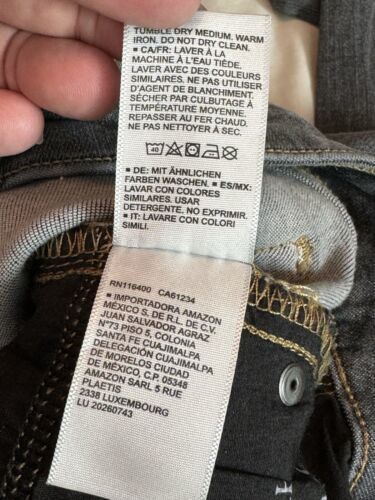 TUMBLE DRY MEDIUM. WARM
IRON. DO NOT DRY CLEAN.
▪ CA/FR: LAVER À LA
MACHINE À L'EAU TIÈDE.
LAVER AVEC DES COULEURS
SIMILAIRES. NE PAS UTILISER
D'AGENT DE BLANCHIMENT.
SÉCHER PAR CULBUTAGE À
TEMPÉRATURE MOYENNE.
REPASSER AU FER CHAUD.
NE PAS NETTOYER À SEC.
40
▪ DE: MIT ÄHNLICHEN
FARBEN WASCHEN. ▪ ES/MX:
LAVAR CON COLORES
SIMILARES. USAR
DETERGENTE. NO EXPRIMIR.
▪ IT: LAVARE CON COLORI
SIMILI.
RN116400 CA61234
▪ IMPORTADORA AMAZON
MÉXICO S. DE R.L. DE C.V.
JUAN SALVADOR AGRAZ
N°73 PISO 5, COLONIA
SANTA FE CUAJIMALPA
DELEGACIÓN CUAJIMALPA
DE MORELOS CIUDAD
DE MÉXICO. C.P. 05348
AMAZON SARL 5 RUE
PLAETIS
2338 LUXEMBOURG
LU 20260743